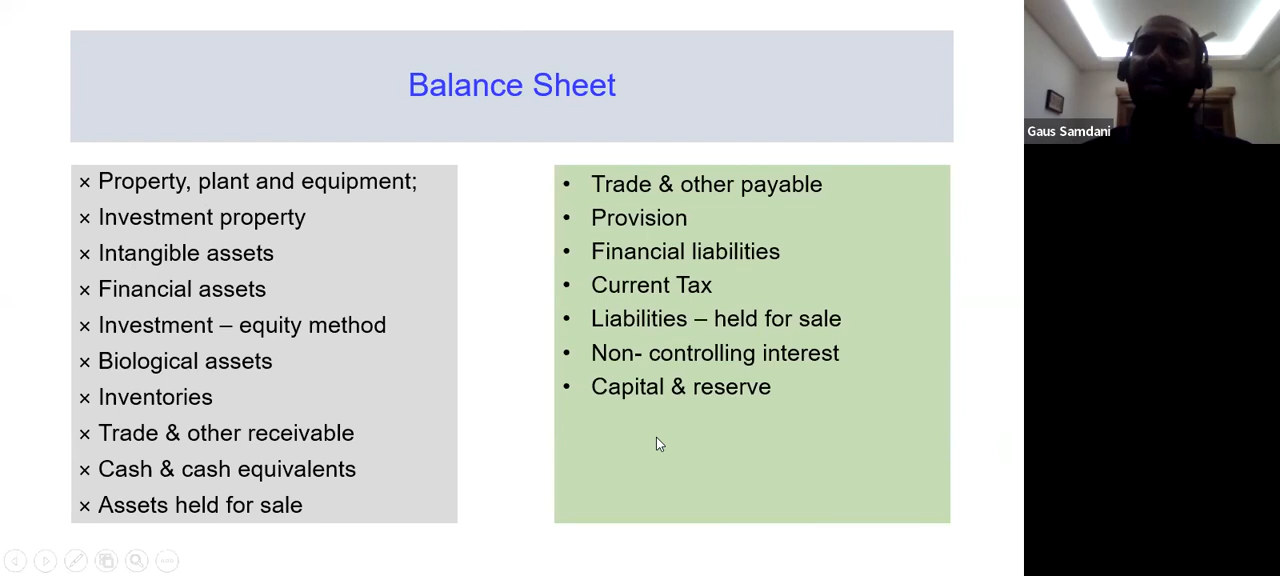 Balance Sheet
× Property, plant and equipment;
× Investment property
× Intangible assets
× Financial assets
× Investment – equity method
× Biological assets
× Inventories
× Trade & other receivable
× Cash & cash equivalents
× Assets held for sale
• Trade & other payable
• Provision
• Financial liabilities
• Current Tax
• Liabilities – held for sale
• Non- controlling interest
• Capital & reserve
Gaus Samdani